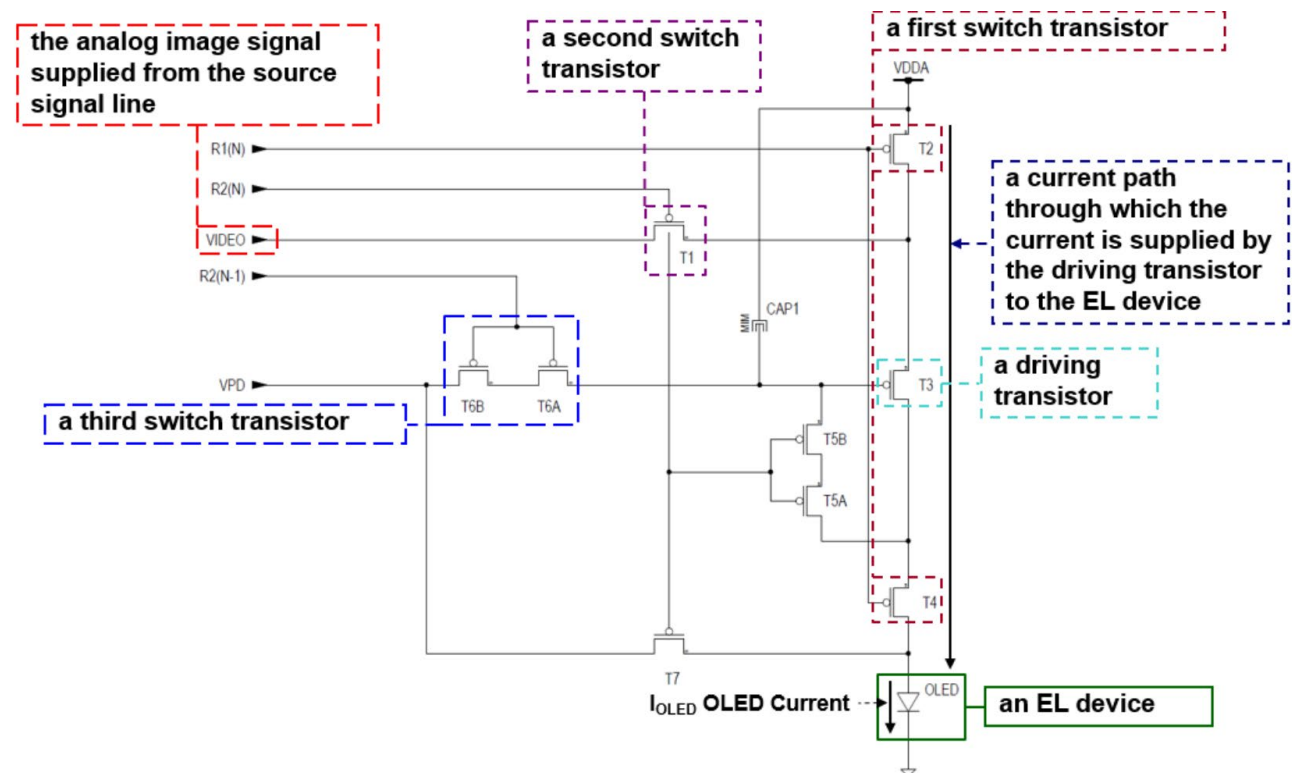 the analog image signal
supplied from the source
signal line
a second switch
transistor
a first switch transistor
VDDA
R1(N)
T2
R2(N)
a current path
through which the
current is supplied by
the driving transistor
to the EL device
VIDEO
T1
R2(N-1)
MIM
CAP1
VPD
T3
a driving
transistor
T6B
T6A
a third switch transistor
T5B
T5A
T4
T7
OLED
IOLED OLED Current
an EL device